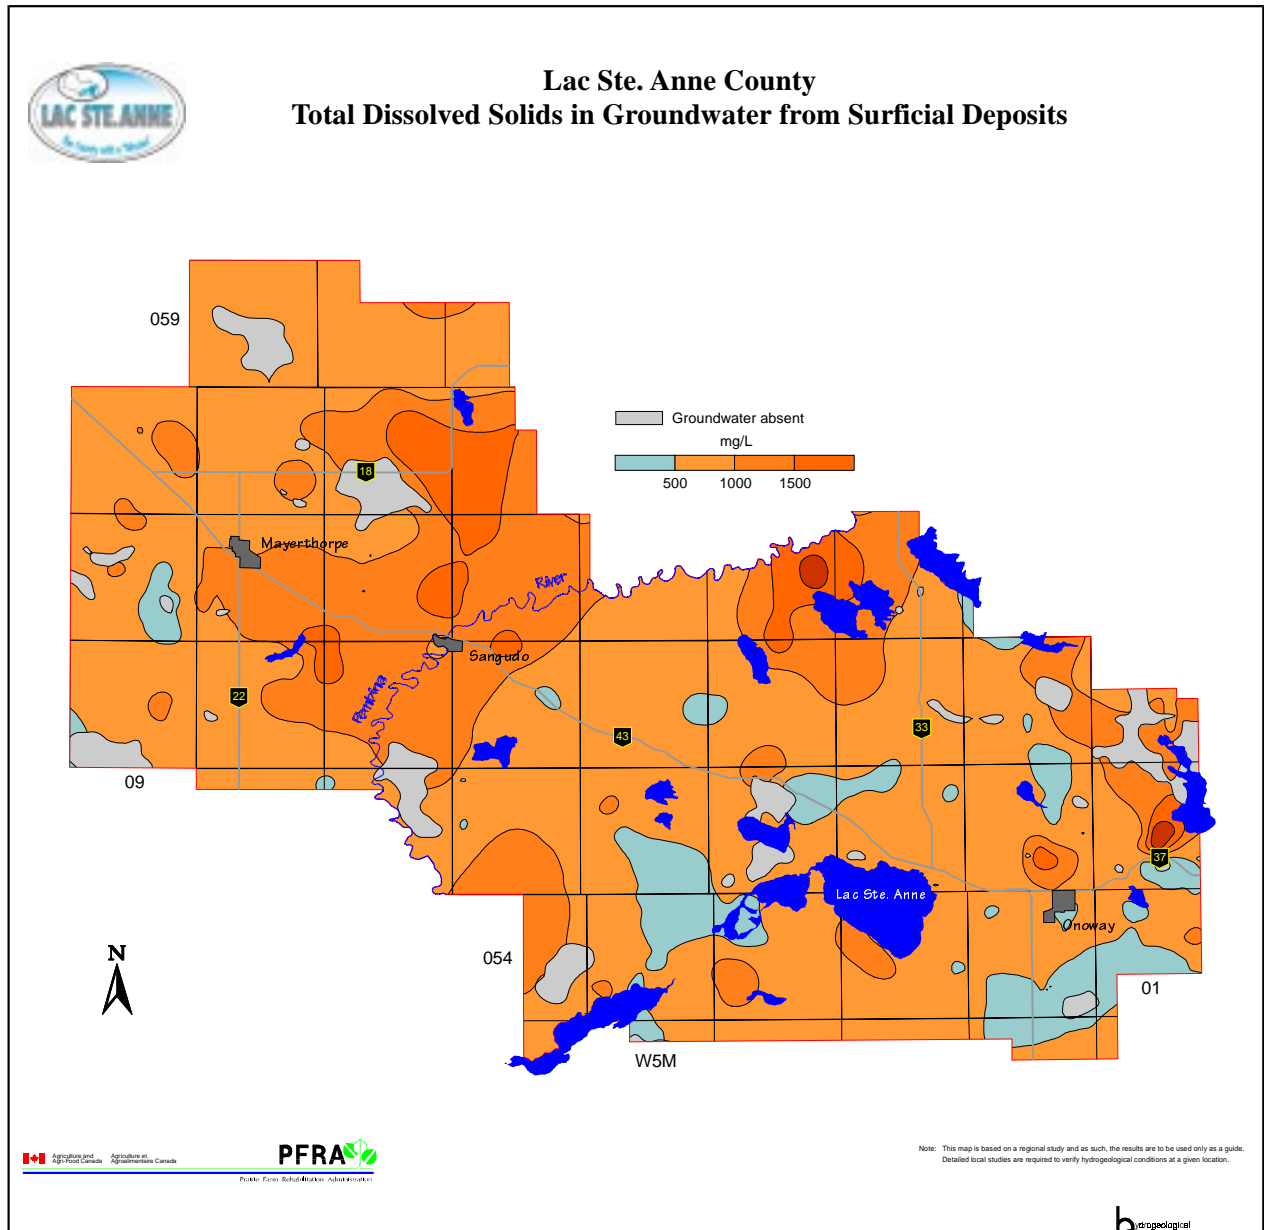 Lac Ste. Anne County
Total Dissolved Solids in Groundwater from Surficial Deposits
LAC STE. ANNE
059
Groundwater absent
mg/L
500 1000 1500
18
Mayerthorpe
River
Sangudo
Pembina
22
43
33
09
37
Lac Ste. Anne
Onoway
054
N
01
W5M
Agriculture and Agri-Food Canada
Agriculture et Agroalimentaire Canada
PFRA
Prairie Farm Rehabilitation Administration
Note: This map is based on a regional study and as such, the results are to be used only as a guide.
Detailed local studies are required to verify hydrogeological conditions at a given location.
hydrogeological